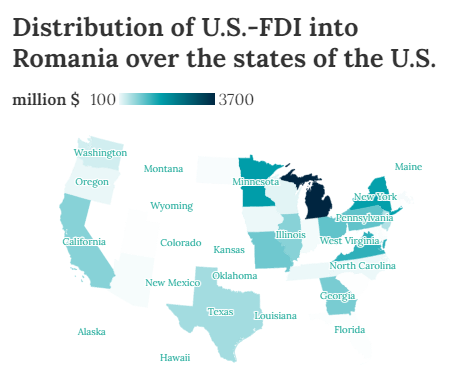 Distribution of U.S.-FDI into
Romania over the states of the U.S.
million $ 100 3700
Washington
Maine
Montana
Oregon
Minnesota
New York
Wyoming
Pennsylvania
Illinois
California
Colorado
West Virginia
Kansas
North Carolina
Oklahoma
New Mexico
Georgia
Texas
Louisiana
Alaska
Florida
Hawaii